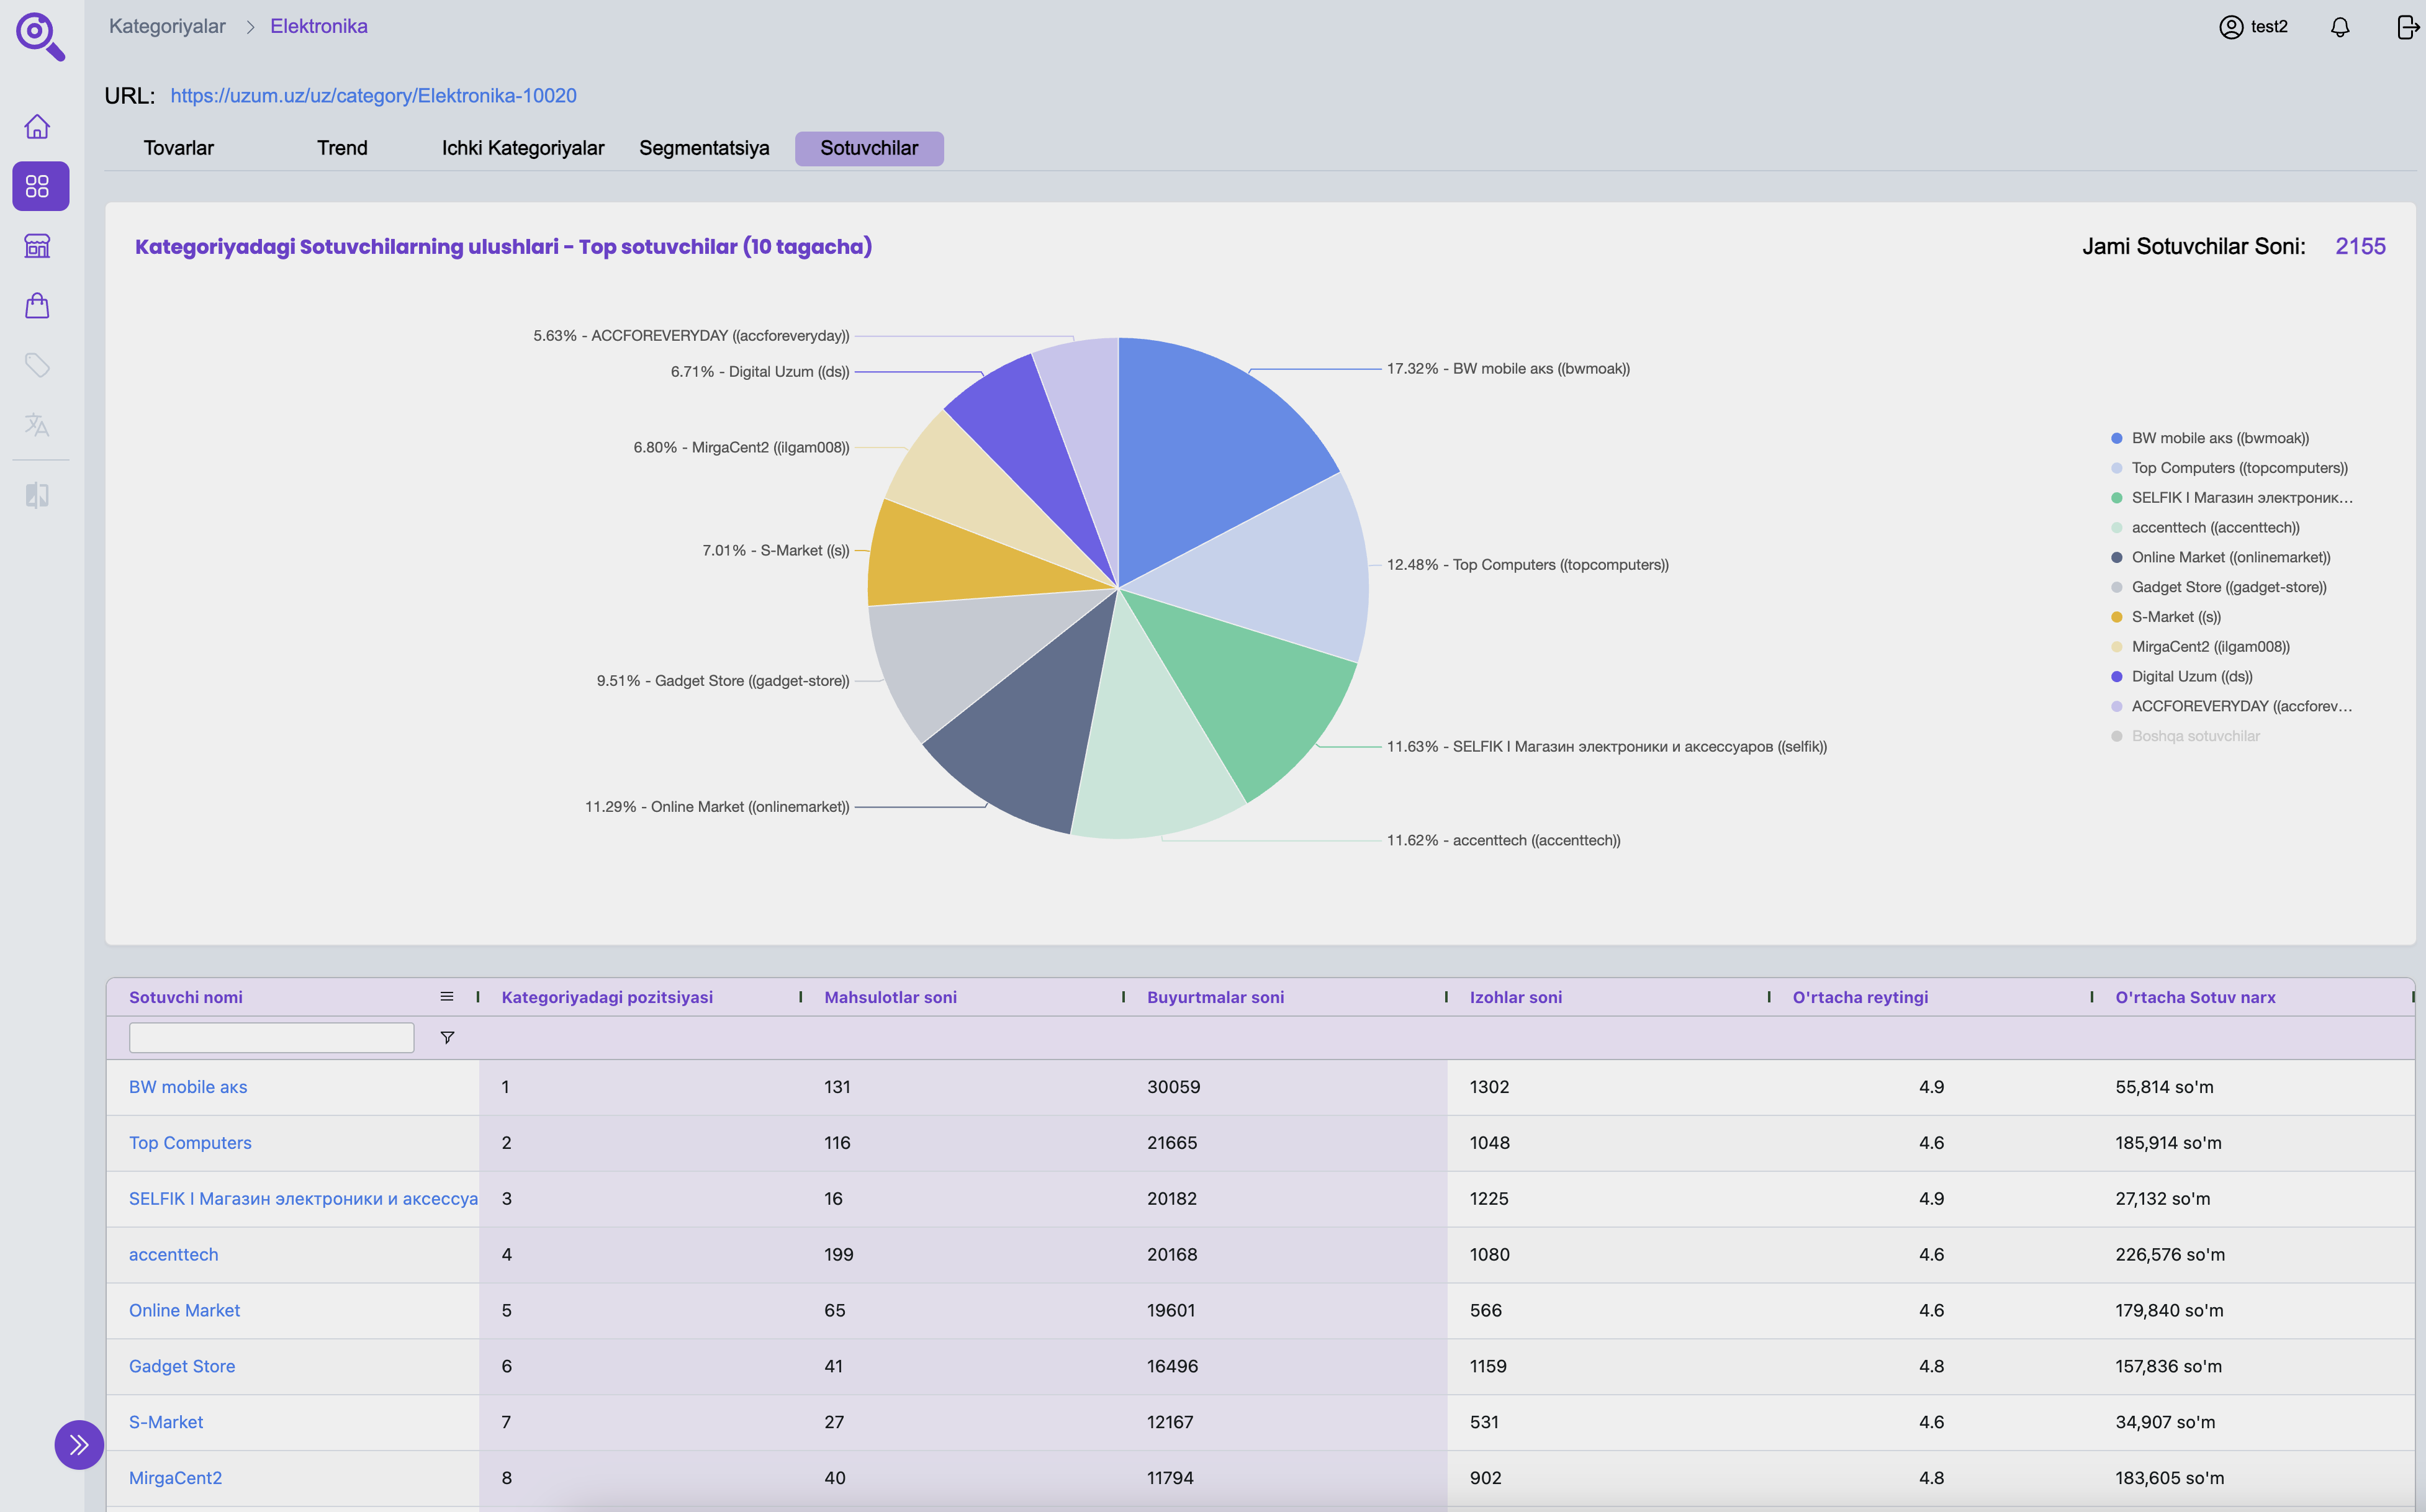 Kategoriyalar > Elektronika
test2
URL: https://uzum.uz/uz/category/Elektronika-10020
Tovarlar Trend Ichki Kategoriyalar Segmentatsiya Sotuvchilar
Kategoriyadagi Sotuvchilarning ulushlari - Top sotuvchilar (10 tagacha)
Jami Sotuvchilar Soni: 2155
5.63% - ACCFOREVERYDAY ((accforeveryday))
6.71% - Digital Uzum ((ds))
6.80% - MirgaCent2 ((ilgam008))
7.01% - S-Market ((s))
9.51% - Gadget Store ((gadget-store))
11.29% - Online Market ((onlinemarket))
17.32% - BW mobile акs ((bwmoak))
12.48% - Top Computers ((topcomputers))
11.63% - SELFIK I Магазин электроники и аксессуаров ((selfik))
11.62% - accenttech ((accenttech))
BW mobile акs ((bwmoak))
Top Computers ((topcomputers))
SELFIK I Магазин электроник...
accenttech ((accenttech))
Online Market ((onlinemarket))
Gadget Store ((gadget-store))
S-Market ((s))
MirgaCent2 ((ilgam008))
Digital Uzum ((ds))
ACCFOREVERYDAY ((accforev...
Boshqa sotuvchilar
Sotuvchi nomi Kategoriyadagi pozitsiyasi Mahsulotlar soni Buyurtmalar soni Izohlar soni O'rtacha reytingi O'rtacha Sotuv narx
BW mobile акs 1 131 30059 1302 4.9 55,814 so'm
Top Computers 2 116 21665 1048 4.6 185,914 so'm
SELFIK I Магазин электроники и аксессуа 3 16 20182 1225 4.9 27,132 so'm
accenttech 4 199 20168 1080 4.6 226,576 so'm
Online Market 5 65 19601 566 4.6 179,840 so'm
Gadget Store 6 41 16496 1159 4.8 157,836 so'm
S-Market 7 27 12167 531 4.6 34,907 so'm
MirgaCent2 8 40 11794 902 4.8 183,605 so'm